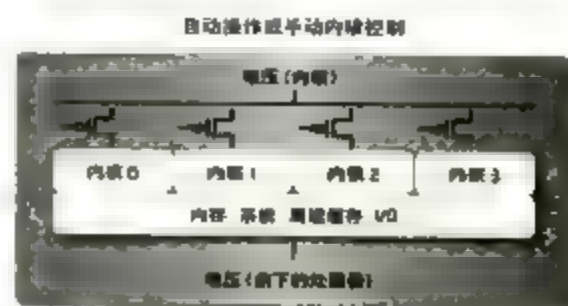 自动操作或手动内核控制
电压(内核)
内核 0 内核 1 内核 2 内核 3
内存 系统 高速缓存 I/O
电压(余下的处理器)